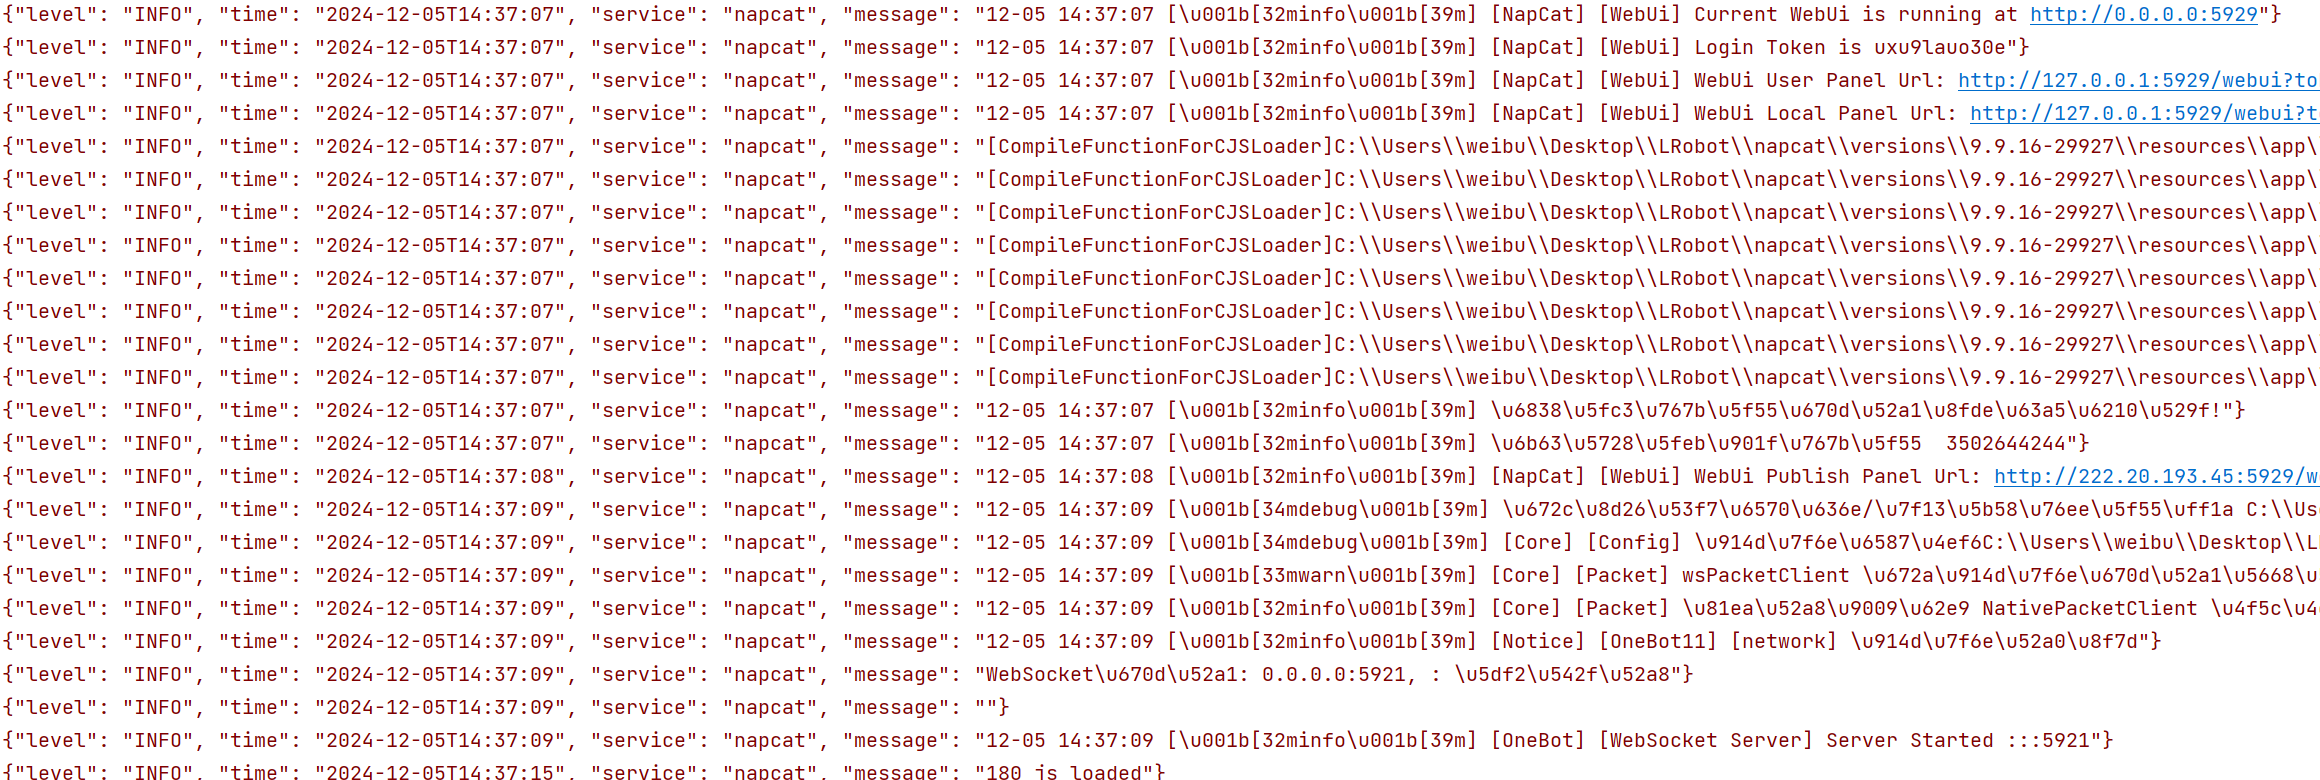 {"level": "INFO", "time": "2024-12-05T14:37:07", "service": "napcat", "message": "12-05 14:37:07 [\u001b[32minfo\u001b[39m] [NapCat] [WebUi] Current WebUi is running at http://0.0.0.0:5929"}
{"level": "INFO", "time": "2024-12-05T14:37:07", "service": "napcat", "message": "12-05 14:37:07 [\u001b[32minfo\u001b[39m] [NapCat] [WebUi] Login Token is uxu9lauo30e"}
{"level": "INFO", "time": "2024-12-05T14:37:07", "service": "napcat", "message": "12-05 14:37:07 [\u001b[32minfo\u001b[39m] [NapCat] [WebUi] WebUi User Panel Url: http://127.0.0.1:5929/webui?to
{"level": "INFO", "time": "2024-12-05T14:37:07", "service": "napcat", "message": "12-05 14:37:07 [\u001b[32minfo\u001b[39m] [NapCat] [WebUi] WebUi Local Panel Url: http://127.0.0.1:5929/webui?t
{"level": "INFO", "time": "2024-12-05T14:37:07", "service": "napcat", "message": "[CompileFunctionForCJSLoader]C:\\Users\\weibu\\Desktop\\LRobot\\napcat\\versions\\9.9.16-29927\\resources\\app\
{"level": "INFO", "time": "2024-12-05T14:37:07", "service": "napcat", "message": "[CompileFunctionForCJSLoader]C:\\Users\\weibu\\Desktop\\LRobot\\napcat\\versions\\9.9.16-29927\\resources\\app\
{"level": "INFO", "time": "2024-12-05T14:37:07", "service": "napcat", "message": "[CompileFunctionForCJSLoader]C:\\Users\\weibu\\Desktop\\LRobot\\napcat\\versions\\9.9.16-29927\\resources\\app\
{"level": "INFO", "time": "2024-12-05T14:37:07", "service": "napcat", "message": "[CompileFunctionForCJSLoader]C:\\Users\\weibu\\Desktop\\LRobot\\napcat\\versions\\9.9.16-29927\\resources\\app\
{"level": "INFO", "time": "2024-12-05T14:37:07", "service": "napcat", "message": "[CompileFunctionForCJSLoader]C:\\Users\\weibu\\Desktop\\LRobot\\napcat\\versions\\9.9.16-29927\\resources\\app\
{"level": "INFO", "time": "2024-12-05T14:37:07", "service": "napcat", "message": "[CompileFunctionForCJSLoader]C:\\Users\\weibu\\Desktop\\LRobot\\napcat\\versions\\9.9.16-29927\\resources\\app\
{"level": "INFO", "time": "2024-12-05T14:37:07", "service": "napcat", "message": "[CompileFunctionForCJSLoader]C:\\Users\\weibu\\Desktop\\LRobot\\napcat\\versions\\9.9.16-29927\\resources\\app\
{"level": "INFO", "time": "2024-12-05T14:37:07", "service": "napcat", "message": "[CompileFunctionForCJSLoader]C:\\Users\\weibu\\Desktop\\LRobot\\napcat\\versions\\9.9.16-29927\\resources\\app\
{"level": "INFO", "time": "2024-12-05T14:37:07", "service": "napcat", "message": "12-05 14:37:07 [\u001b[32minfo\u001b[39m] \u6838\u5fc3\u767b\u5f55\u670d\u52a1\u8fde\u63a5\u6210\u529f!"}
{"level": "INFO", "time": "2024-12-05T14:37:07", "service": "napcat", "message": "12-05 14:37:07 [\u001b[32minfo\u001b[39m] \u6b63\u5728\u5feb\u901f\u767b\u5f55  3502644244"}
{"level": "INFO", "time": "2024-12-05T14:37:08", "service": "napcat", "message": "12-05 14:37:08 [\u001b[32minfo\u001b[39m] [NapCat] [WebUi] WebUi Publish Panel Url: http://222.20.193.45:5929/w
{"level": "INFO", "time": "2024-12-05T14:37:09", "service": "napcat", "message": "12-05 14:37:09 [\u001b[34mdebug\u001b[39m] \u672c\u8d26\u53f7\u6570\u636e/\u7f13\u5b58\u76ee\u5f55\uff1a C:\\Us
{"level": "INFO", "time": "2024-12-05T14:37:09", "service": "napcat", "message": "12-05 14:37:09 [\u001b[34mdebug\u001b[39m] [Core] [Config] \u914d\u7f6e\u6587\u4ef6C:\\Users\\weibu\\Desktop\\L
{"level": "INFO", "time": "2024-12-05T14:37:09", "service": "napcat", "message": "12-05 14:37:09 [\u001b[33mwarn\u001b[39m] [Core] [Packet] wsPacketClient \u672a\u914d\u7f6e\u670d\u52a1\u5668\u
{"level": "INFO", "time": "2024-12-05T14:37:09", "service": "napcat", "message": "12-05 14:37:09 [\u001b[32minfo\u001b[39m] [Core] [Packet] \u81ea\u52a8\u9009\u62e9 NativePacketClient \u4f5c\u4
{"level": "INFO", "time": "2024-12-05T14:37:09", "service": "napcat", "message": "12-05 14:37:09 [\u001b[32minfo\u001b[39m] [Notice] [OneBot11] [network] \u914d\u7f6e\u52a0\u8f7d"}
{"level": "INFO", "time": "2024-12-05T14:37:09", "service": "napcat", "message": "WebSocket\u670d\u52a1: 0.0.0.0:5921, : \u5df2\u542f\u52a8"}
{"level": "INFO", "time": "2024-12-05T14:37:09", "service": "napcat", "message": ""}
{"level": "INFO", "time": "2024-12-05T14:37:09", "service": "napcat", "message": "12-05 14:37:09 [\u001b[32minfo\u001b[39m] [OneBot] [WebSocket Server] Server Started :::5921"}
{"level": "INFO", "time": "2024-12-05T14:37:15", "service": "napcat", "message": "180 is loaded"}